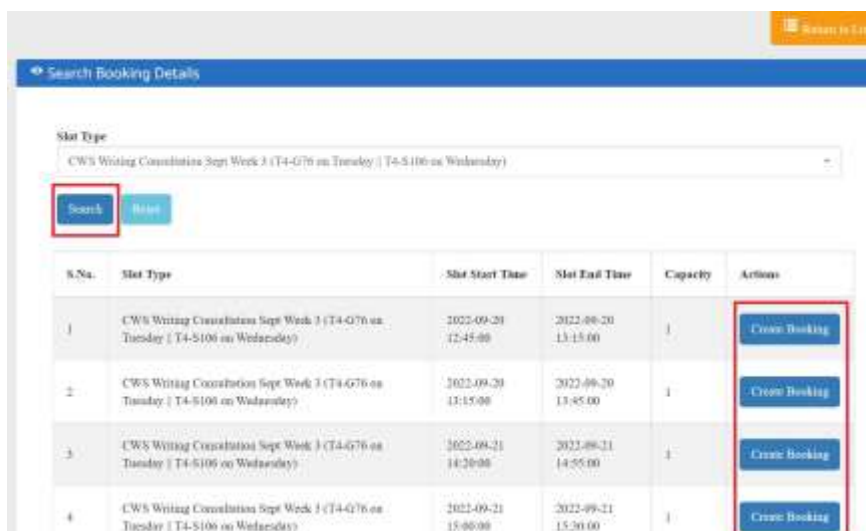 Return to List
Search Booking Details
Slot Type
CWS Writing Consultation Sept Week 3 (T4-G76 on Tuesday || T4-S106 on Wednesday)
Search Reset
S.No. Slot Type Slot Start Time Slot End Time Capacity Actions
1 CWS Writing Consultation Sept Week 3 (T4-G76 on 2022-09-20 2022-09-20 1 Create Booking
Tuesday || T4-S106 on Wednesday) 12:45:00 13:15:00
2 CWS Writing Consultation Sept Week 3 (T4-G76 on 2022-09-20 2022-09-20 1 Create Booking
Tuesday || T4-S106 on Wednesday) 13:15:00 13:45:00
3 CWS Writing Consultation Sept Week 3 (T4-G76 on 2022-09-21 2022-09-21 1 Create Booking
Tuesday || T4-S106 on Wednesday) 14:20:00 14:55:00
4 CWS Writing Consultation Sept Week 3 (T4-G76 on 2022-09-21 2022-09-21 1 Create Booking
Tuesday || T4-S106 on Wednesday) 15:00:00 15:30:00